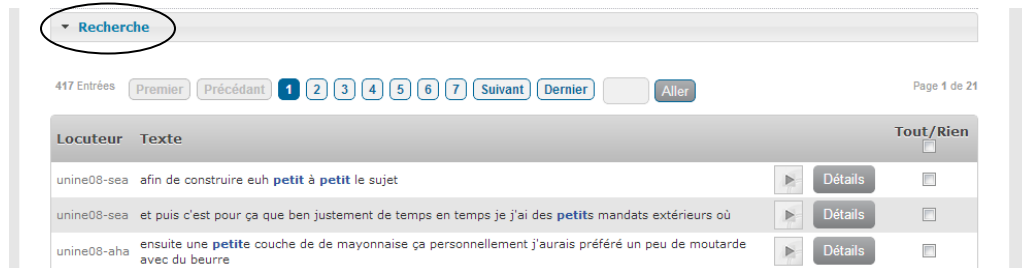 Recherche
417 Entrées Premier Précédant 1 2 3 4 5 6 7 Suivant Dernier Aller Page 1 de 21
Locuteur Texte Tout/Rien
unine08-sea afin de construire euh petit à petit le sujet Détails
unine08-sea et puis c'est pour ça que ben justement de temps en temps je j'ai des petits mandats extérieurs où Détails
unine08-aha ensuite une petite couche de de mayonnaise ça personnellement j'aurais préféré un peu de moutarde
avec du beurre Détails